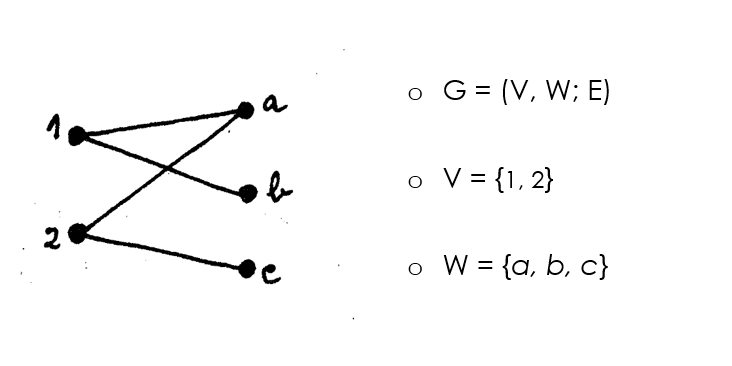 1
2
a
b
c
o G = (V, W; E)
o V = {1, 2}
o W = {a, b, c}